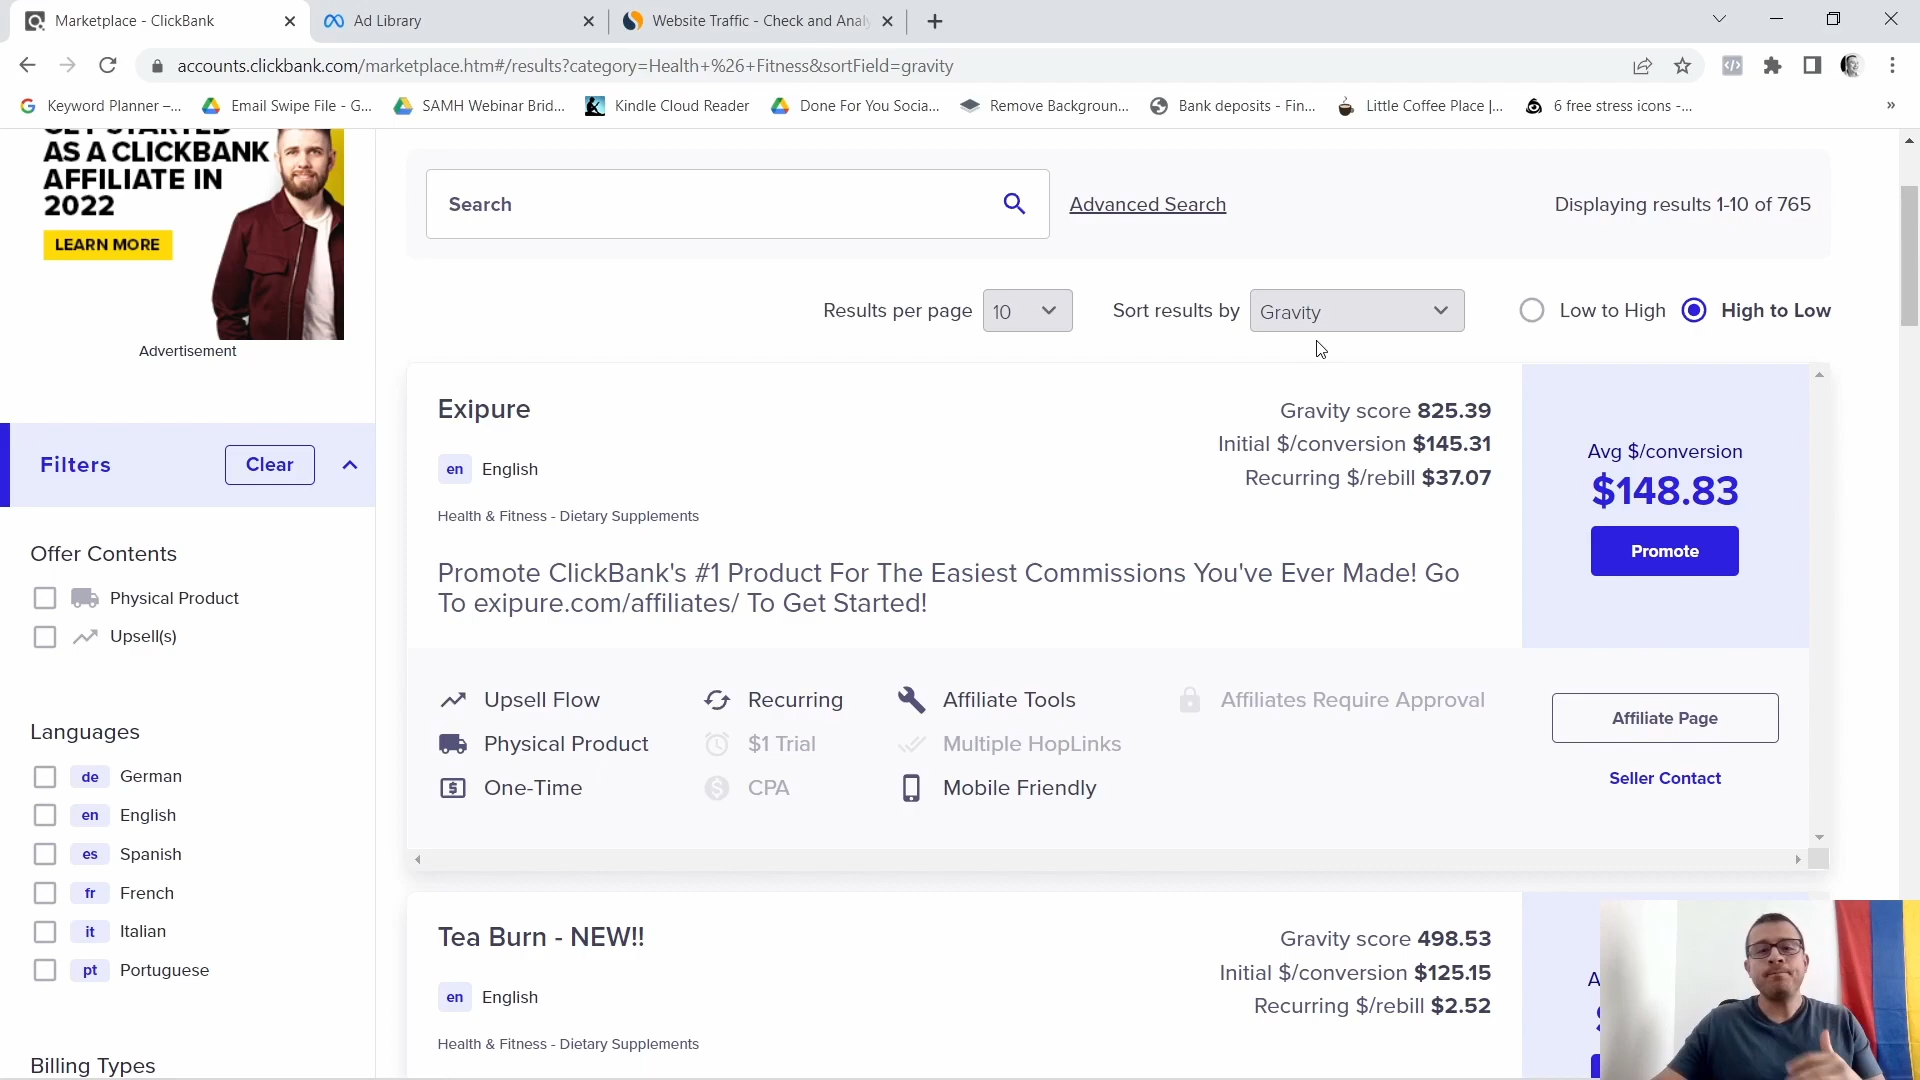 Marketplace - ClickBank
Ad Library
Website Traffic - Check and Analy
accounts.clickbank.com/marketplace.htm#/results?category=Health+%26+Fitness&sortField=gravity
Keyword Planner –...
Email Swipe File - G...
SAMH Webinar Brid...
Kindle Cloud Reader
Done For You Socia...
Remove Backgroun...
Bank deposits - Fin...
Little Coffee Place |...
6 free stress icons -...
»
GET STARTED
AS A CLICKBANK
AFFILIATE IN
2022
LEARN MORE
Advertisement
Search
Advanced Search
Displaying results 1-10 of 765
Results per page
10
Sort results by
Gravity
Low to High
High to Low
Filters
Clear
Offer Contents
Physical Product
Upsell(s)
Languages
de German
en English
es Spanish
fr French
it Italian
pt Portuguese
Billing Types
Exipure
en English
Health & Fitness - Dietary Supplements
Gravity score 825.39
Initial $/conversion $145.31
Recurring $/rebill $37.07
Avg $/conversion
$148.83
Promote
Promote ClickBank's #1 Product For The Easiest Commissions You've Ever Made! Go
To exipure.com/affiliates/ To Get Started!
Upsell Flow
Recurring
Affiliate Tools
Affiliates Require Approval
Physical Product
$1 Trial
Multiple HopLinks
One-Time
CPA
Mobile Friendly
Affiliate Page
Seller Contact
Tea Burn - NEW!!
en English
Health & Fitness - Dietary Supplements
Gravity score 498.53
Initial $/conversion $125.15
Recurring $/rebill $2.52